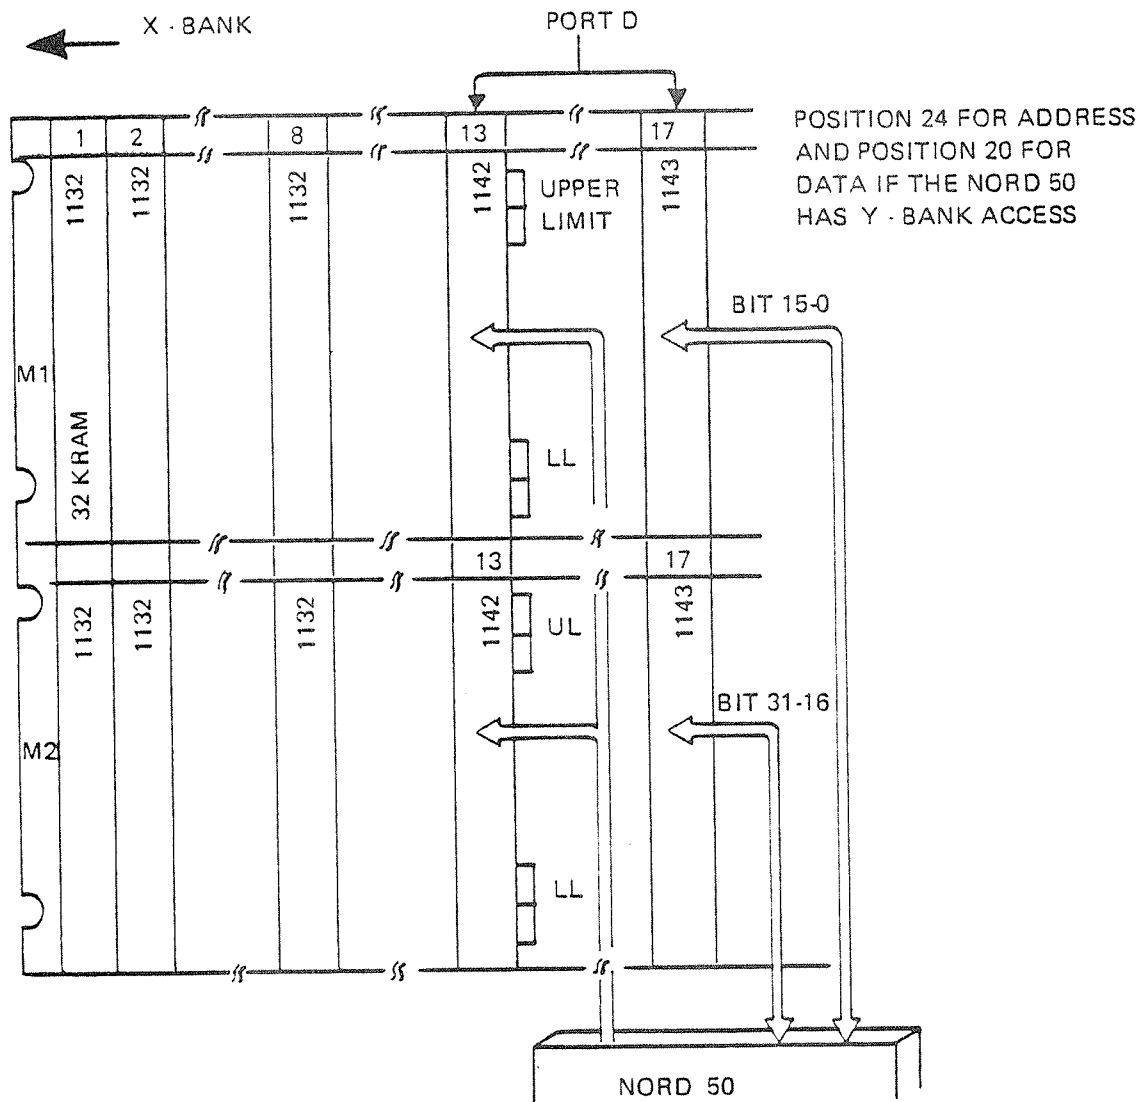 X - BANK
PORT D
1 2 8 13 17
POSITION 24 FOR ADDRESS
AND POSITION 20 FOR
DATA IF THE NORD 50
HAS Y - BANK ACCESS
1132 1132 1132 1142 1143
UPPER
LIMIT
BIT 15-0
M1
32 KRAM
LL
13 17
1132 1132 1132 1142 1143
UL
BIT 31-16
M2
LL
NORD 50